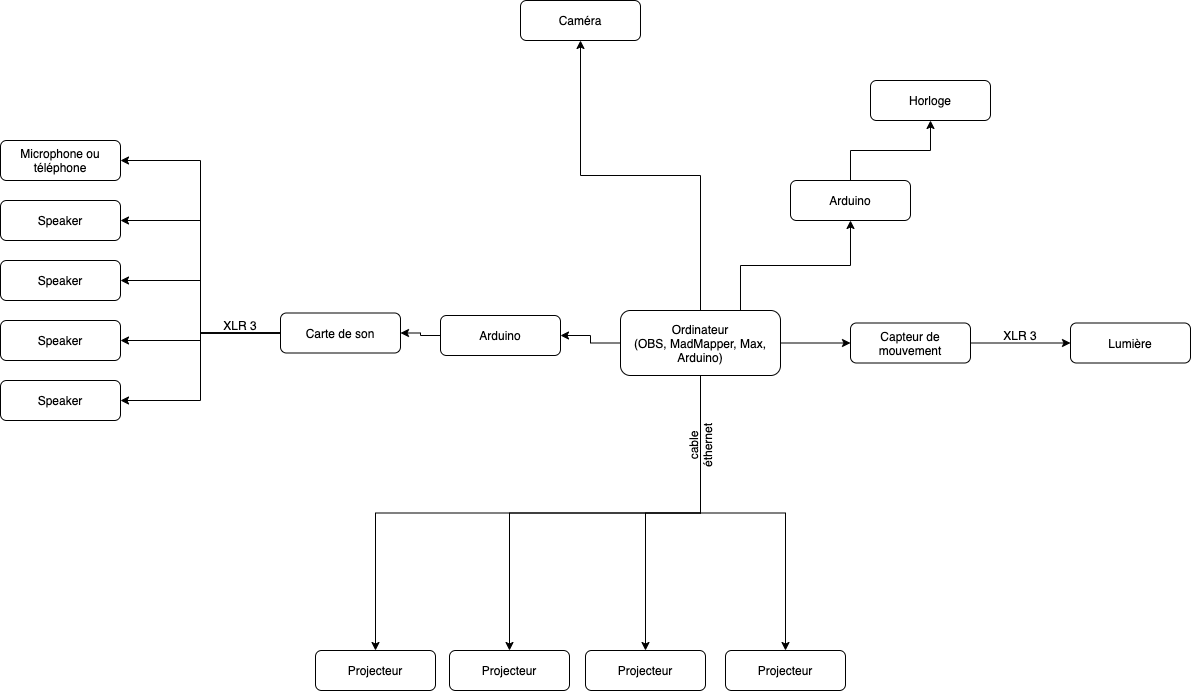 Caméra
Horloge
Microphone ou
téléphone
Arduino
Speaker
Speaker
XLR 3
Carte de son
Arduino
Ordinateur
(OBS, MadMapper, Max,
Arduino)
Capteur de
mouvement
XLR 3
Lumière
Speaker
Speaker
cable
éthernet
Projecteur
Projecteur
Projecteur
Projecteur